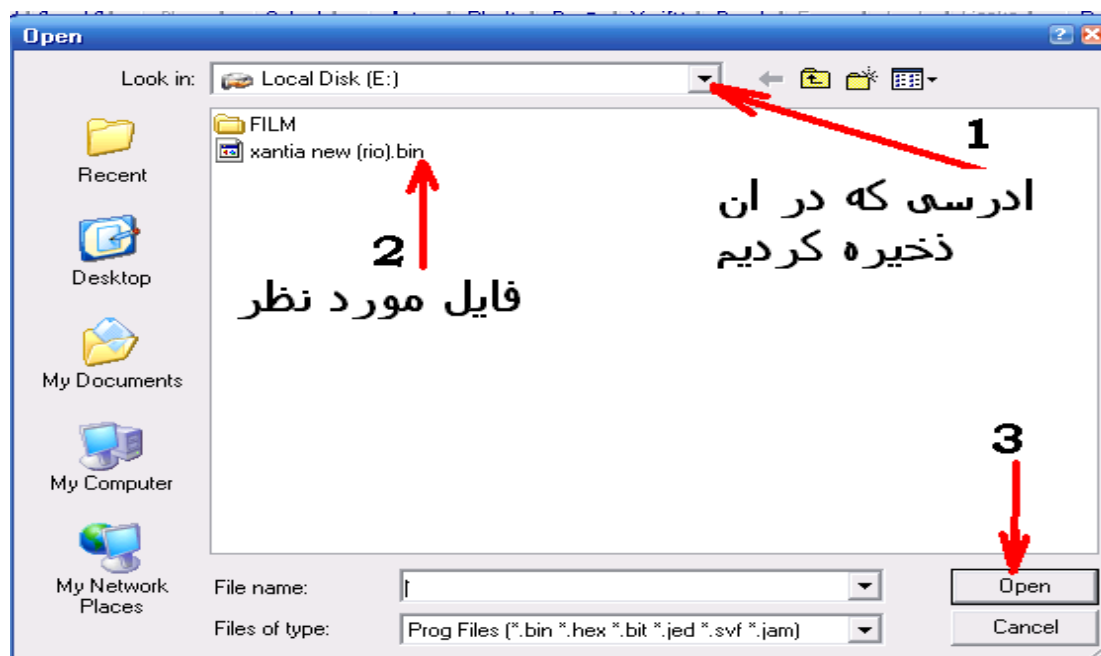 Open
Look in:
Local Disk (E:)
FILM
xantia new (rio).bin
1
ادرسی که در ان
ذخیره کردیم
2
فایل مورد نظر
3
Recent
Desktop
My Documents
My Computer
My Network
Places
File name:
Open
Files of type:
Prog Files (*.bin *.hex *.bit *.jed *.svf *.jam)
Cancel